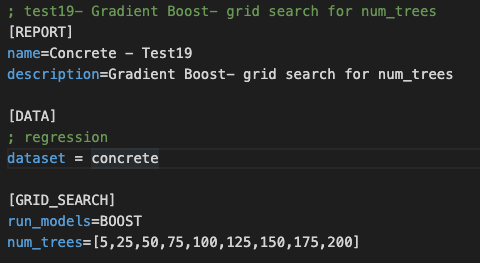 ; test19- Gradient Boost- grid search for num_trees
[REPORT]
name=Concrete - Test19
description=Gradient Boost- grid search for num_trees
[DATA]
; regression
dataset = concrete
[GRID_SEARCH]
run_models=BOOST
num_trees=[5,25,50,75,100,125,150,175,200]